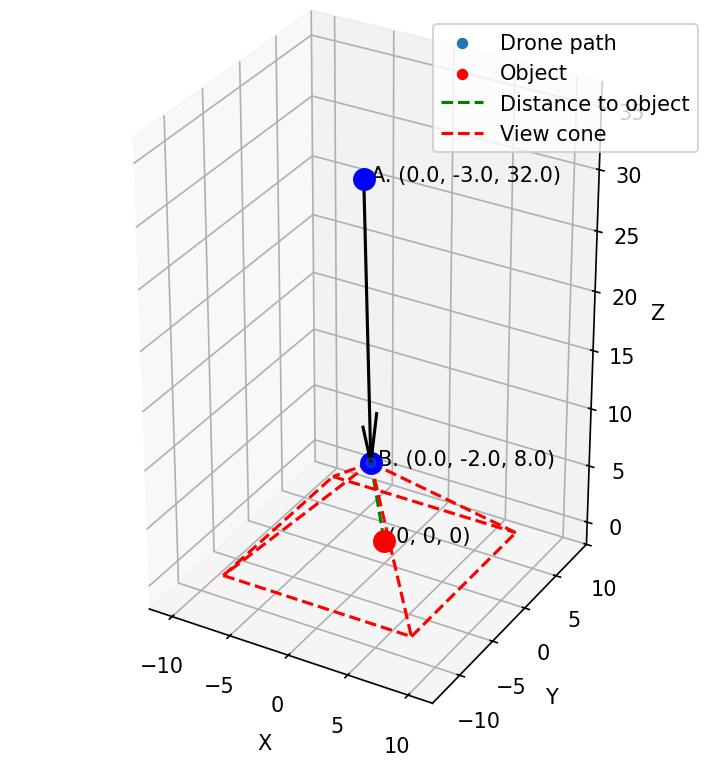 Drone path
Object
Distance to object
View cone
35
A. (0.0, -3.0, 32.0)
30
25
20
Z
15
10
B. (0.0, -2.0, 8.0)
5
0
(0, 0, 0)
10
5
0
−5
Y
−10
−10
−5
0
5
10
X